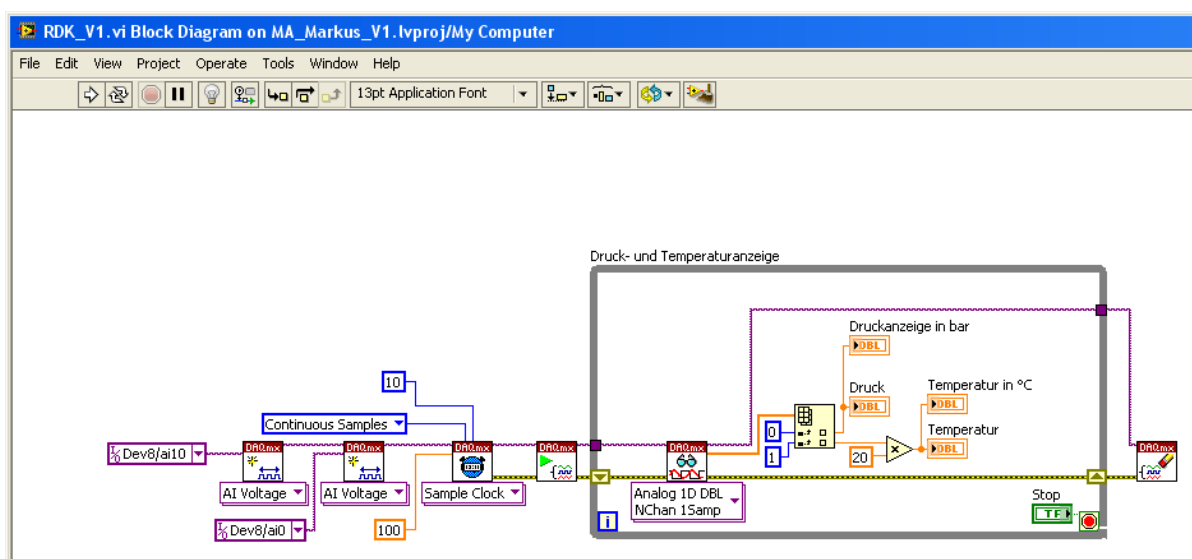 RDK_V1.vi Block Diagram on MA_Markus_V1.lvproj/My Computer
File Edit View Project Operate Tools Window Help
13pt Application Font
Druck- und Temperaturanzeige
Druckanzeige in bar
DBL
10
Druck
Temperatur in °C
DBL
DBL
Continuous Samples
0
Temperatur
Dev8/ai10
DAQmx
DAQmx
DAQmx
DAQmx
DAQmx
1
20
DBL
DAQmx
AI Voltage
AI Voltage
Sample Clock
Analog 1D DBL
NChan 1Samp
Stop
TF
Dev8/ai0
100
i